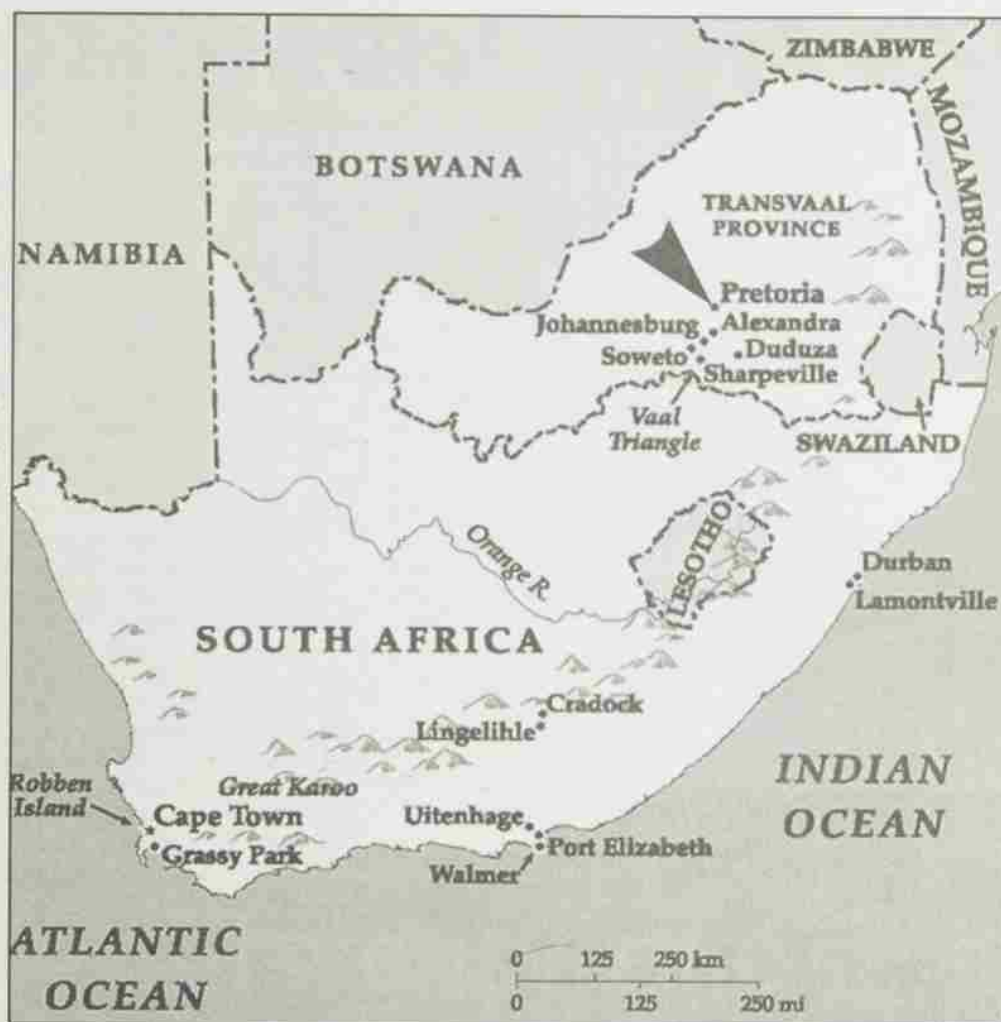 ZIMBABWE
MOZAMBIQUE
BOTSWANA
TRANSVAAL
PROVINCE
NAMIBIA
Pretoria
Johannesburg
Alexandra
Soweto
Duduza
Sharpeville
Vaal
Triangle
SWAZILAND
LESOTHO
Orange R.
Durban
Lamontville
SOUTH AFRICA
Cradock
Lingelihle
INDIAN
OCEAN
Robben
Island
Great Karoo
Cape Town
Uitenhage
Grassy Park
Port Elizabeth
Walmer
ATLANTIC
OCEAN
0 125 250 km
0 125 250 mi